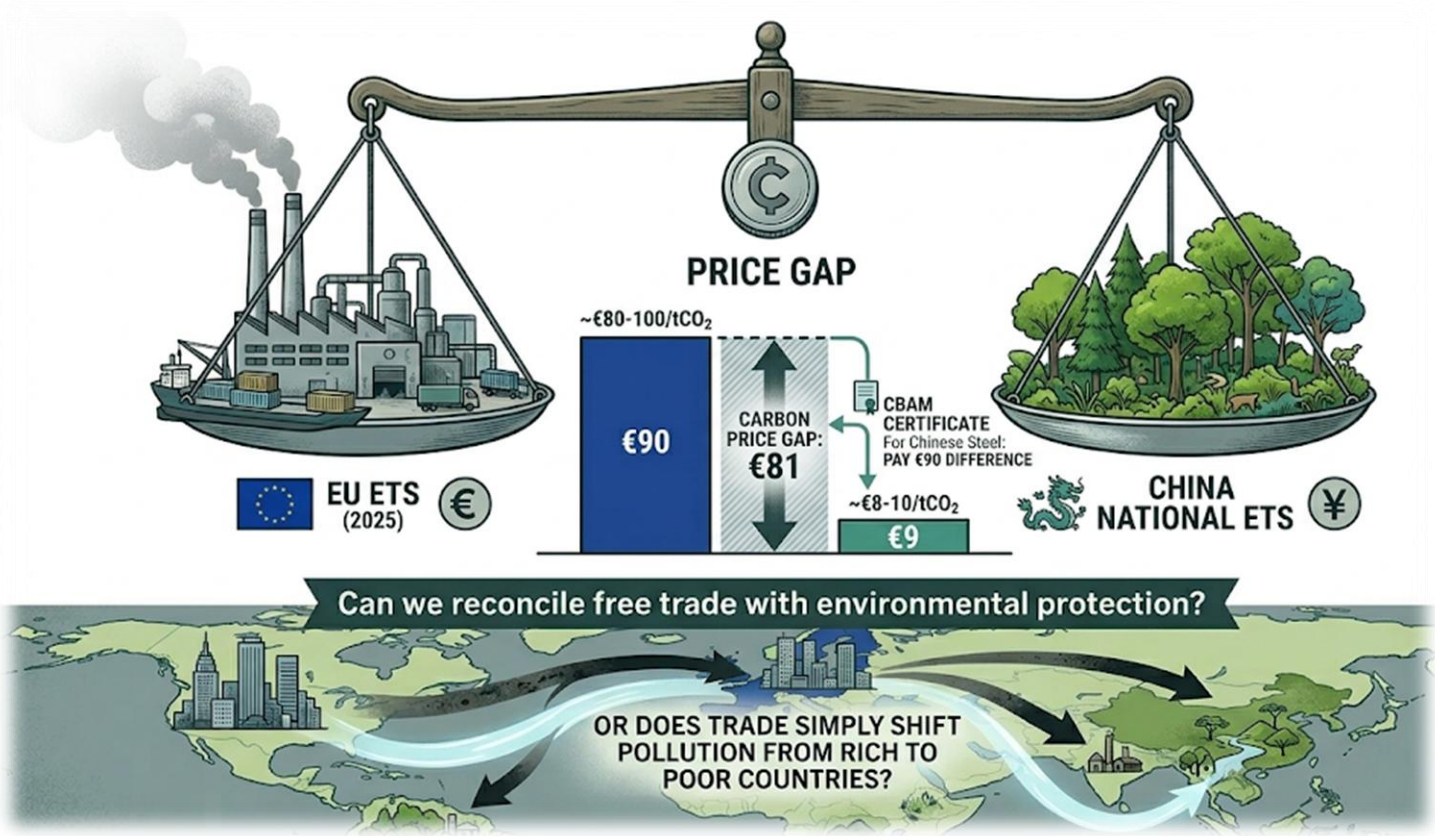 PRICE GAP
~€80-100/tCO₂
€90
CARBON
PRICE GAP:
€81
CBAM
CERTIFICATE
For Chinese Steel:
PAY €90 DIFFERENCE
~€8-10/tCO₂
€9
EU ETS
(2025)
€
CHINA
NATIONAL ETS
¥
Can we reconcile free trade with environmental protection?
OR DOES TRADE SIMPLY SHIFT
POLLUTION FROM RICH TO
POOR COUNTRIES?